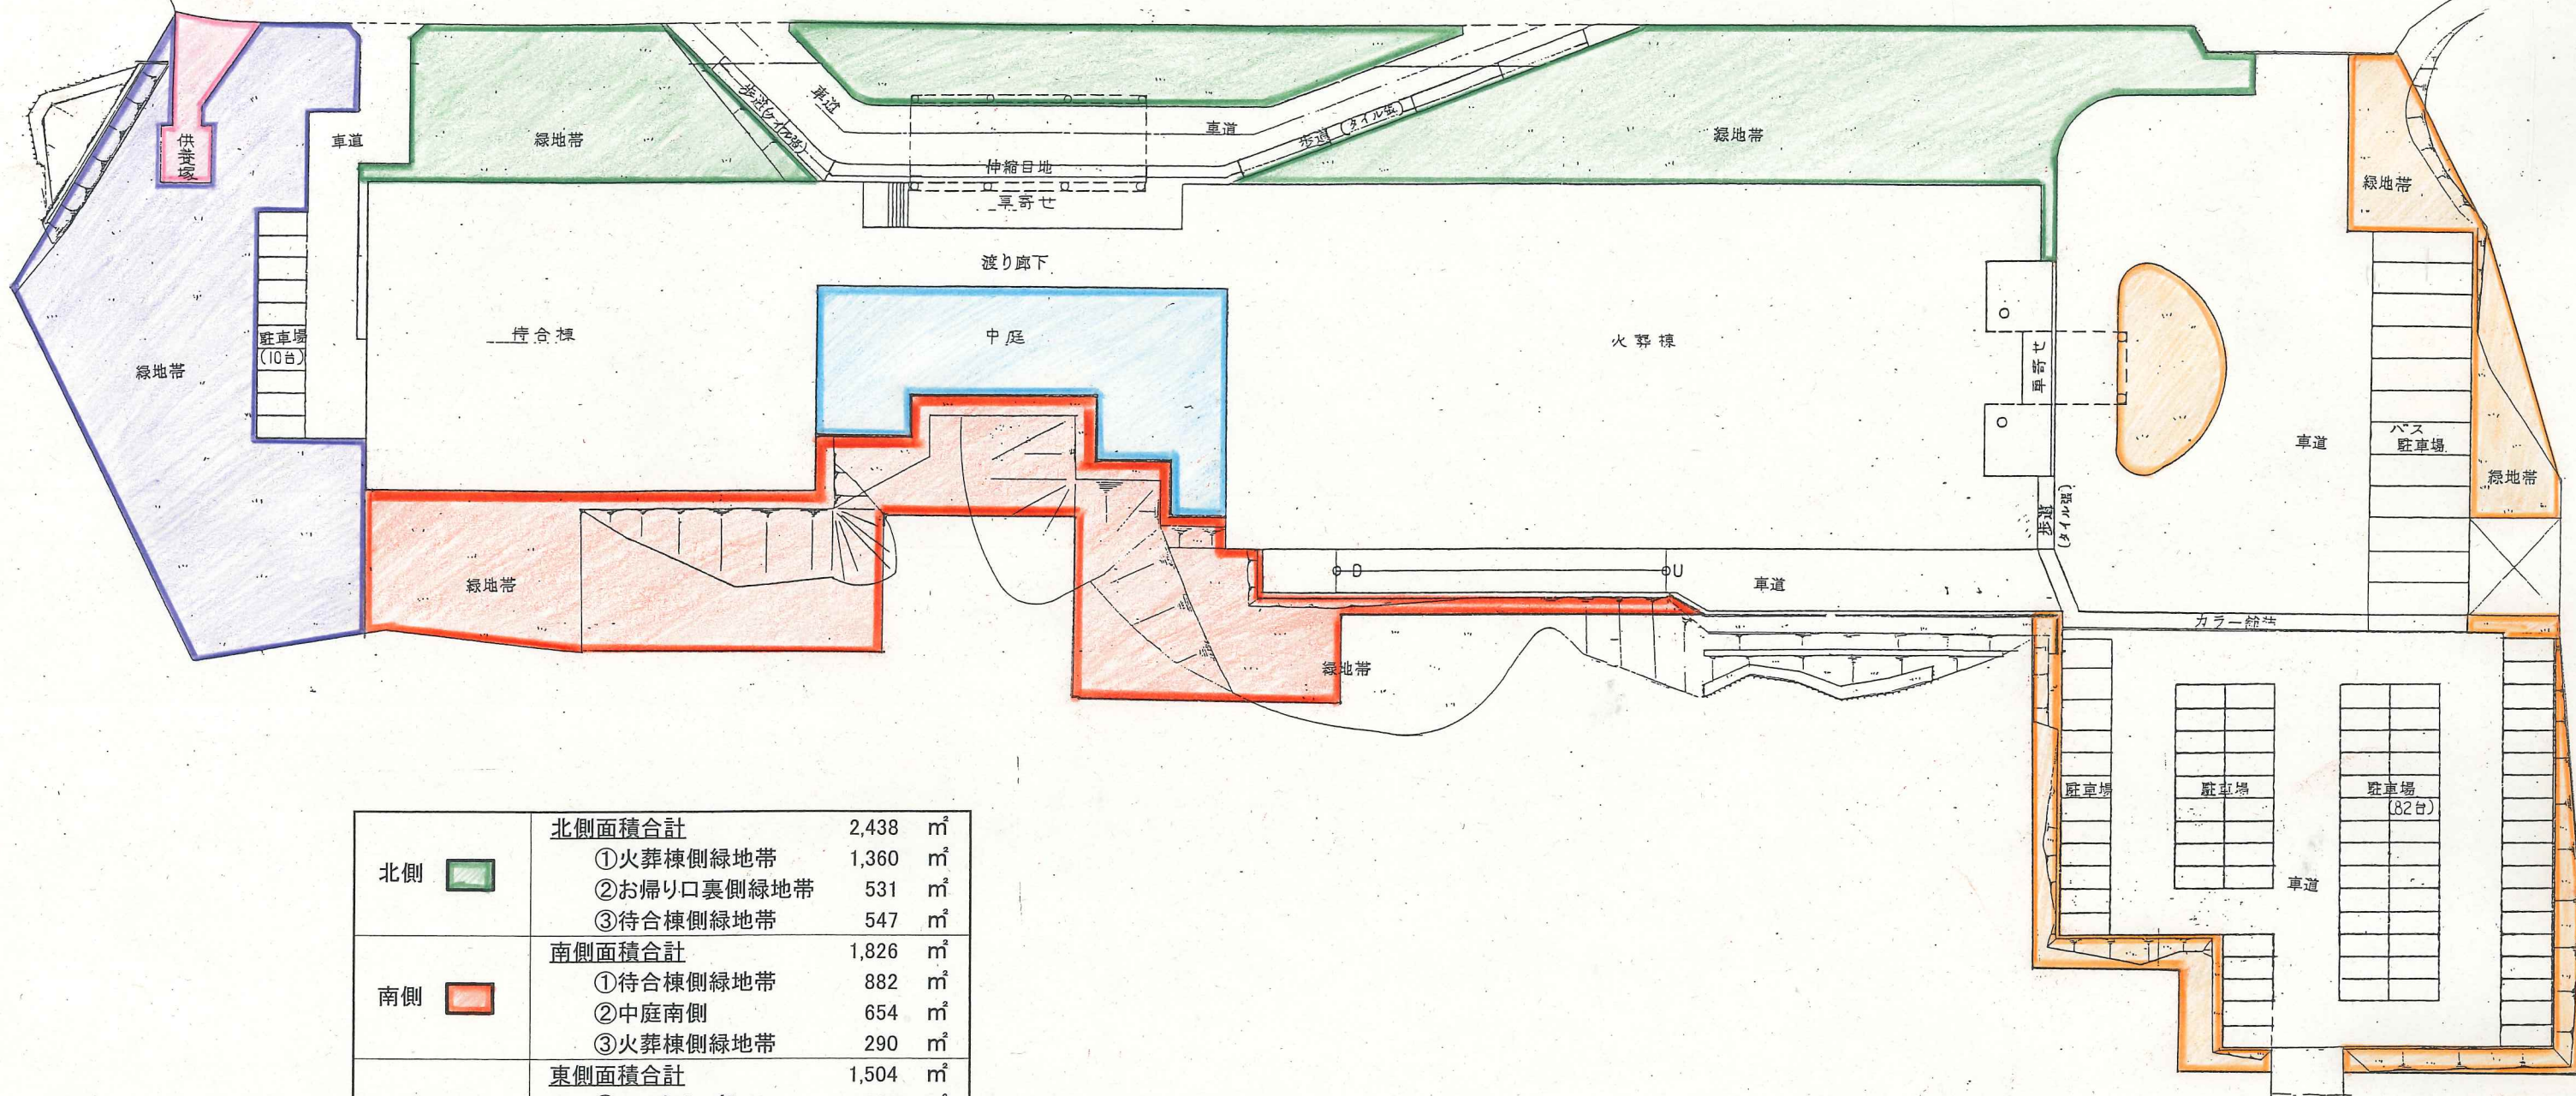 供養塚
車道
緑地帯
歩道(タイル張)
車道
車道
歩道(タイル張)
緑地帯
緑地帯
伸縮目地
車寄せ
渡り廊下
待合棟
中庭
火葬棟
車寄せ
駐車場
(10台)
緑地帯
車道
バス
駐車場
緑地帯
歩道
(タイル張)
緑地帯
D
U
車道
カラー舗装
緑地帯
駐車場
駐車場
駐車場
(82台)
車道
北側
北側面積合計 2,438 ㎡
①火葬棟側緑地帯 1,360 ㎡
②お帰り口裏側緑地帯 531 ㎡
③待合棟側緑地帯 547 ㎡
南側
南側面積合計 1,826 ㎡
①待合棟側緑地帯 882 ㎡
②中庭南側 654 ㎡
③火葬棟側緑地帯 290 ㎡
東側面積合計 1,504 ㎡